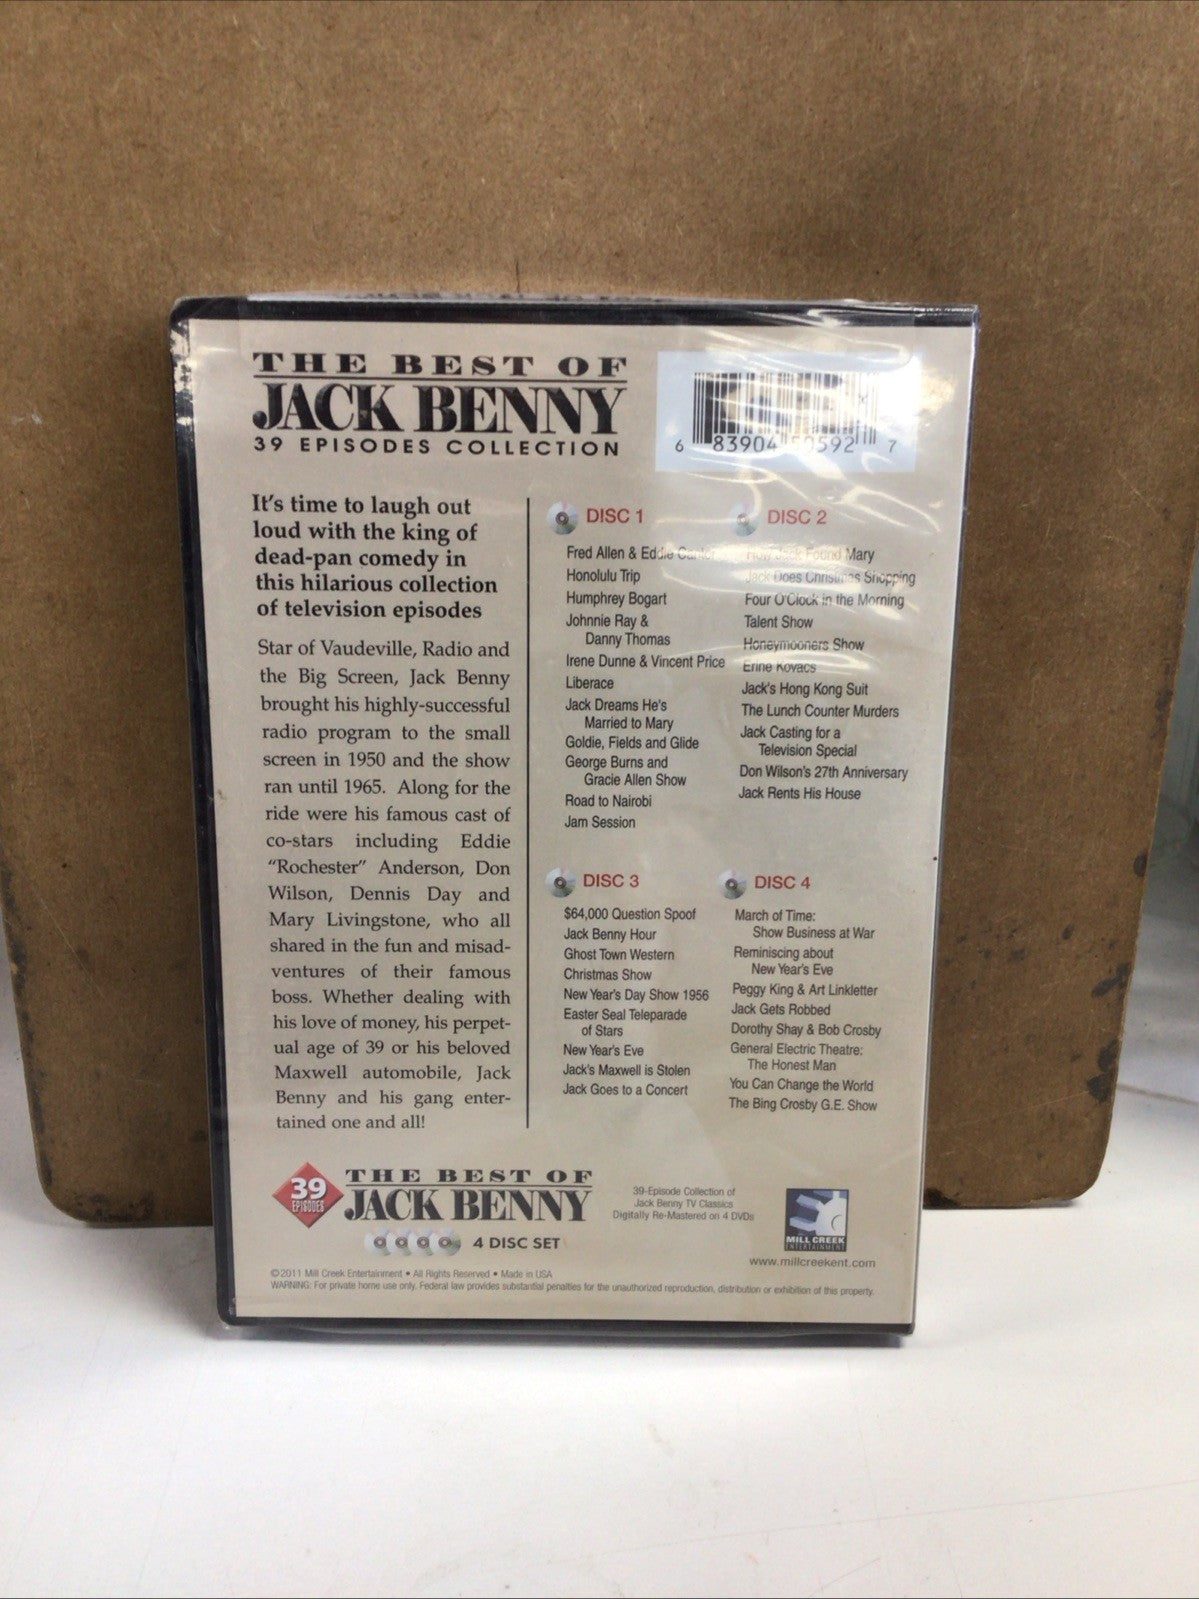 THE BEST OF
JACK BENNY
39 EPISODES COLLECTION
6 83904 50592 7
It's time to laugh out
loud with the king of
dead-pan comedy in
this hilarious collection
of television episodes
Star of Vaudeville, Radio and
the Big Screen, Jack Benny
brought his highly-successful
radio program to the small
screen in 1950 and the show
ran until 1965. Along for the
ride were his famous cast of
co-stars including Eddie
"Rochester" Anderson, Don
Wilson, Dennis Day and
Mary Livingstone, who all
shared in the fun and misad-
ventures of their famous
boss. Whether dealing with
his love of money, his perpet-
ual age of 39 or his beloved
Maxwell automobile, Jack
Benny and his gang enter-
tained one and all!
DISC 1
Fred Allen & Eddie Cantor
Honolulu Trip
Humphrey Bogart
Johnnie Ray &
Danny Thomas
Irene Dunne & Vincent Price
Liberace
Jack Dreams He's
Married to Mary
Goldie, Fields and Glide
George Burns and
Gracie Allen Show
Road to Nairobi
Jam Session
DISC 2
How Jack Found Mary
Jack Does Christmas Shopping
Four O'Clock in the Morning
Talent Show
Honeymooners Show
Ernie Kovacs
Jack's Hong Kong Suit
The Lunch Counter Murders
Jack Casting for a
Television Special
Don Wilson's 27th Anniversary
Jack Rents His House
DISC 3
$64,000 Question Spoof
Jack Benny Hour
Ghost Town Western
Christmas Show
New Year's Day Show 1956
Easter Seal Teleparade
of Stars
New Year's Eve
Jack's Maxwell is Stolen
Jack Goes to a Concert
DISC 4
March of Time:
Show Business at War
Reminiscing about
New Year's Eve
Peggy King & Art Linkletter
Jack Gets Robbed
Dorothy Shay & Bob Crosby
General Electric Theatre:
The Honest Man
You Can Change the World
The Bing Crosby G.E. Show
39
EPISODES
THE BEST OF
JACK BENNY
4 DISC SET
39-Episode Collection of
Jack Benny TV Classics
Digitally Re-Mastered on 4 DVDs
MILL CREEK
ENTERTAINMENT
www.millcreekent.com
©2011 Mill Creek Entertainment • All Rights Reserved • Made in USA
WARNING: For private home use only. Federal law provides substantial penalties for the unauthorized reproduction, distribution or exhibition of this property.